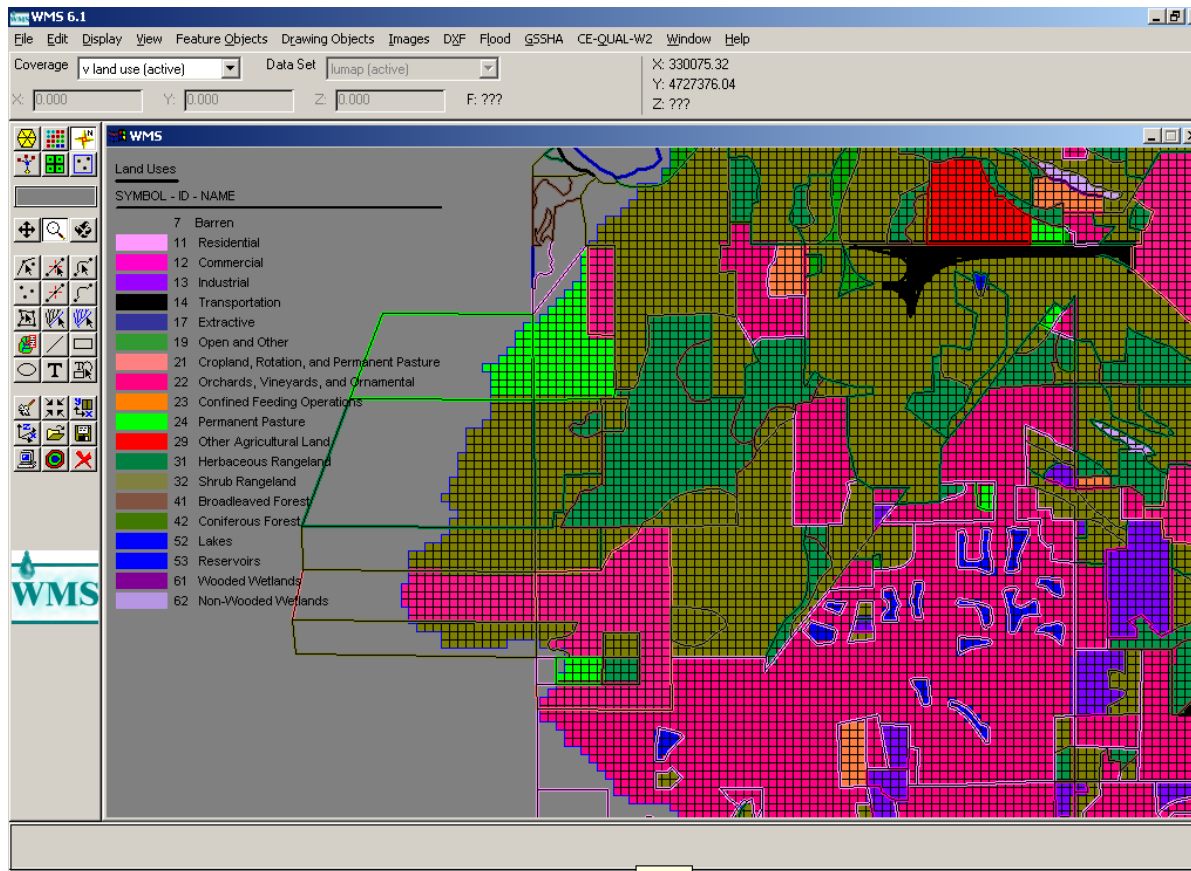 WMS 6.1
File Edit Display View Feature Objects Drawing Objects Images DXF Flood GSSHA CE-QUAL-W2 Window Help
Coverage v land use (active) Data Set lumap (active) X: 330075.32
Y: 4727376.04
X: 0.000 Y: 0.000 Z: 0.000 F: ??? Z: ???
WMS
Land Uses
SYMBOL - ID - NAME
7 Barren
11 Residential
12 Commercial
13 Industrial
14 Transportation
17 Extractive
19 Open and Other
21 Cropland, Rotation, and Permanent Pasture
22 Orchards, Vineyards, and Ornamental
23 Confined Feeding Operations
24 Permanent Pasture
29 Other Agricultural Land
31 Herbaceous Rangeland
32 Shrub Rangeland
41 Broadleaved Forest
42 Coniferous Forest
52 Lakes
53 Reservoirs
61 Wooded Wetlands
62 Non-Wooded Wetlands
WMS